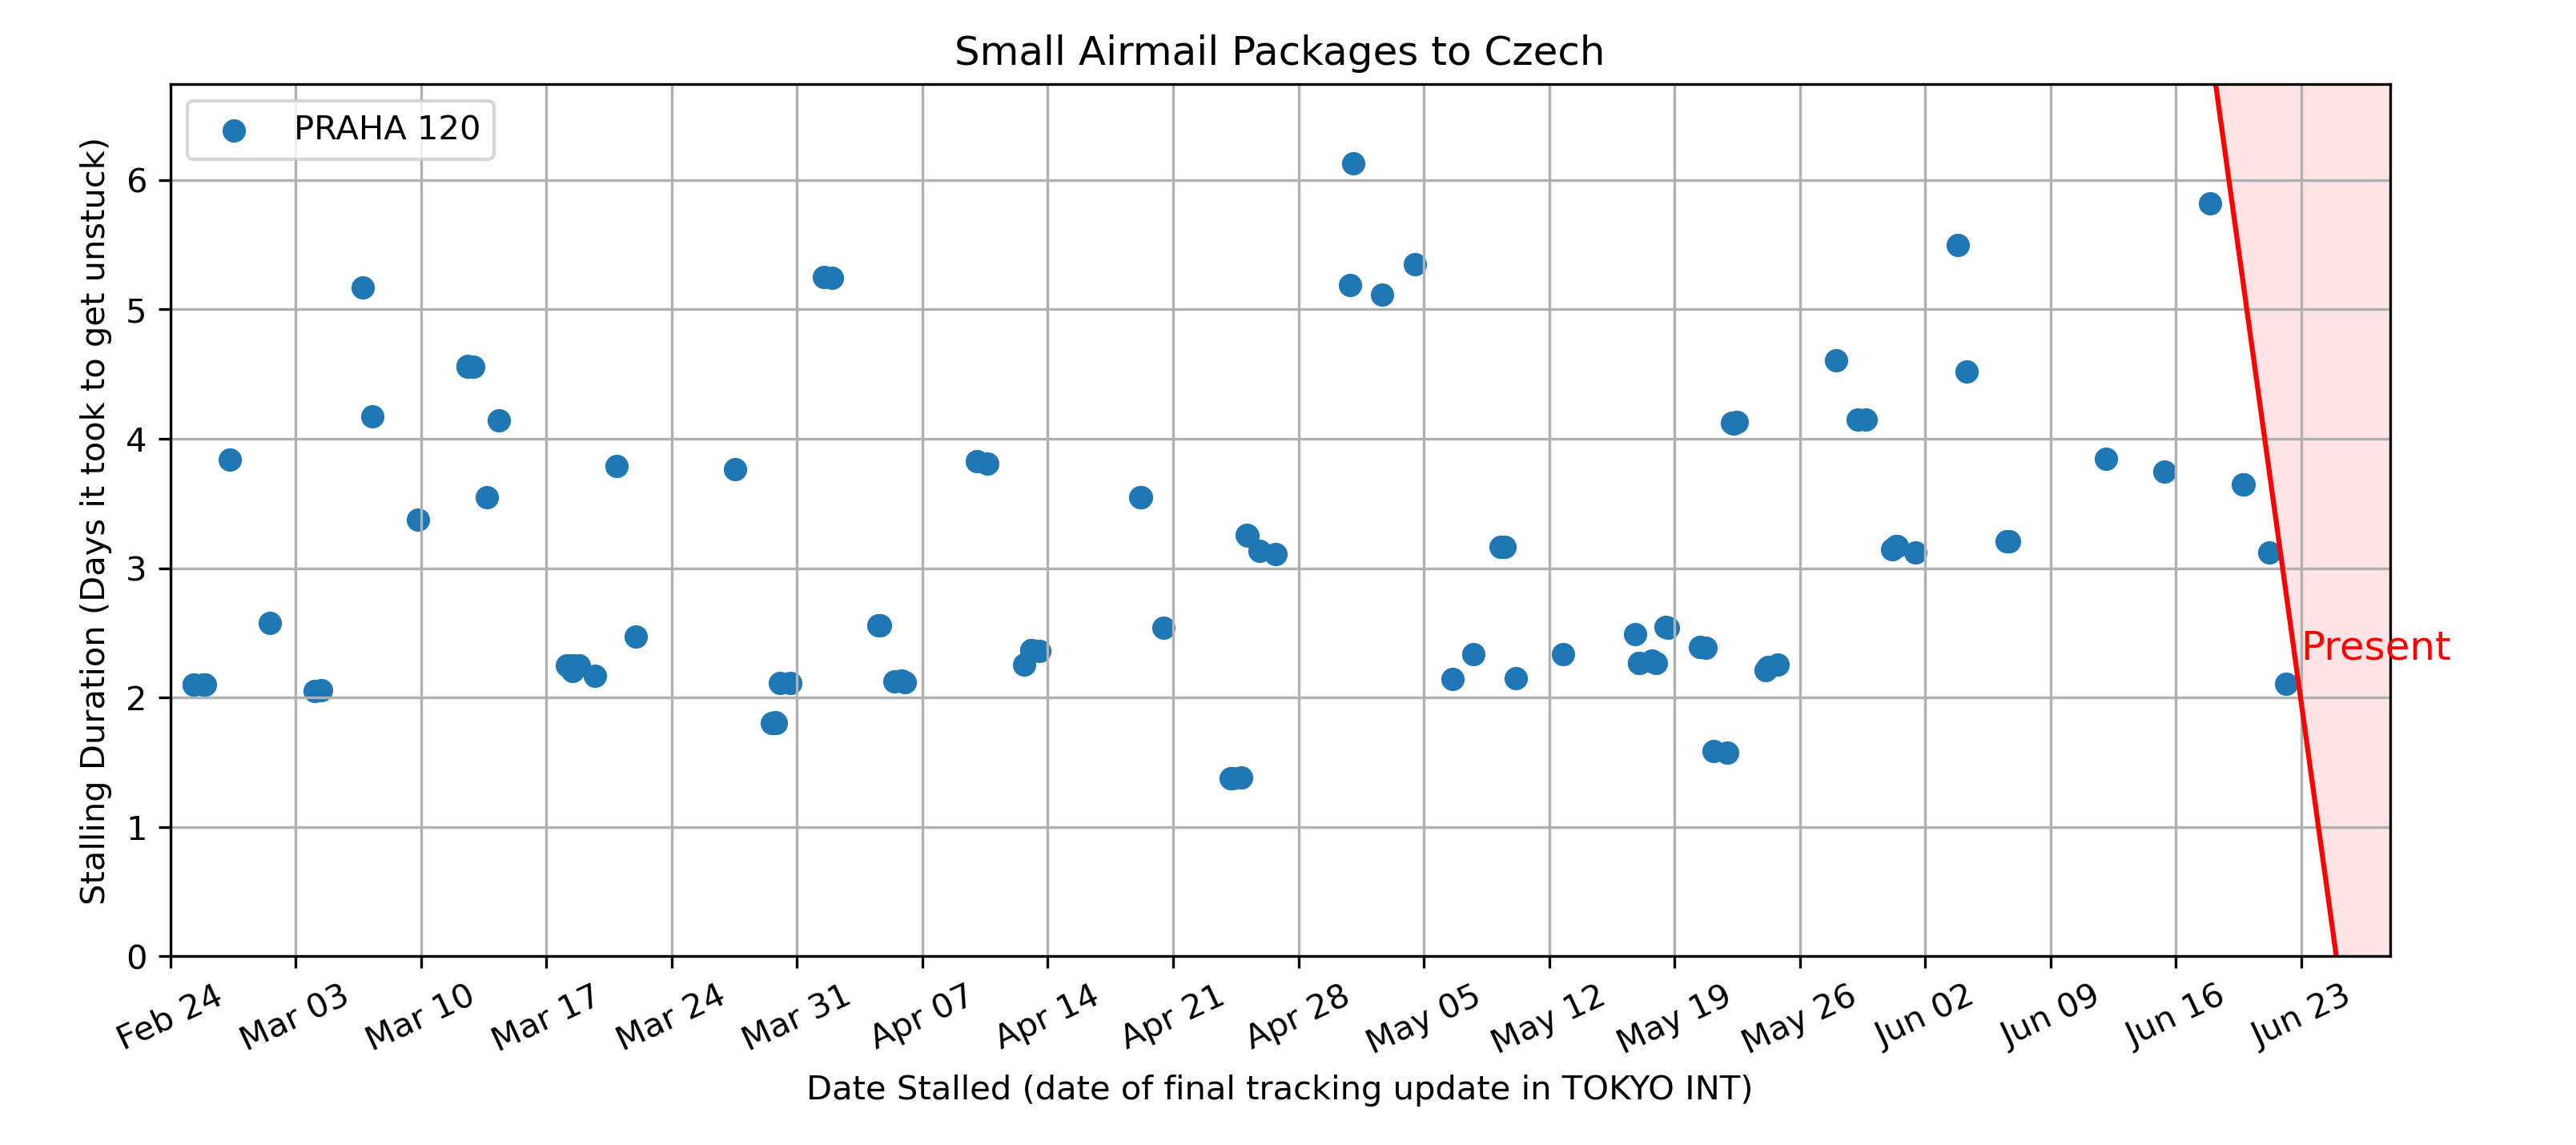 Small Airmail Packages to Czech
PRAHA 120
Stalling Duration (Days it took to get unstuck)
6
5
4
3
2
1
0
Present
Feb 24
Mar 03
Mar 10
Mar 17
Mar 24
Mar 31
Apr 07
Apr 14
Apr 21
Apr 28
May 05
May 12
May 19
May 26
Jun 02
Jun 09
Jun 16
Jun 23
Date Stalled (date of final tracking update in TOKYO INT)